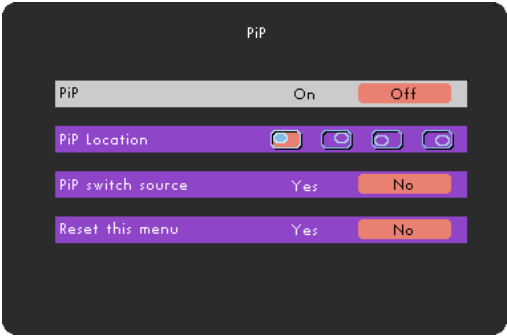 PiP
PiP On Off
PiP Location
PiP switch source Yes No
Reset this menu Yes No